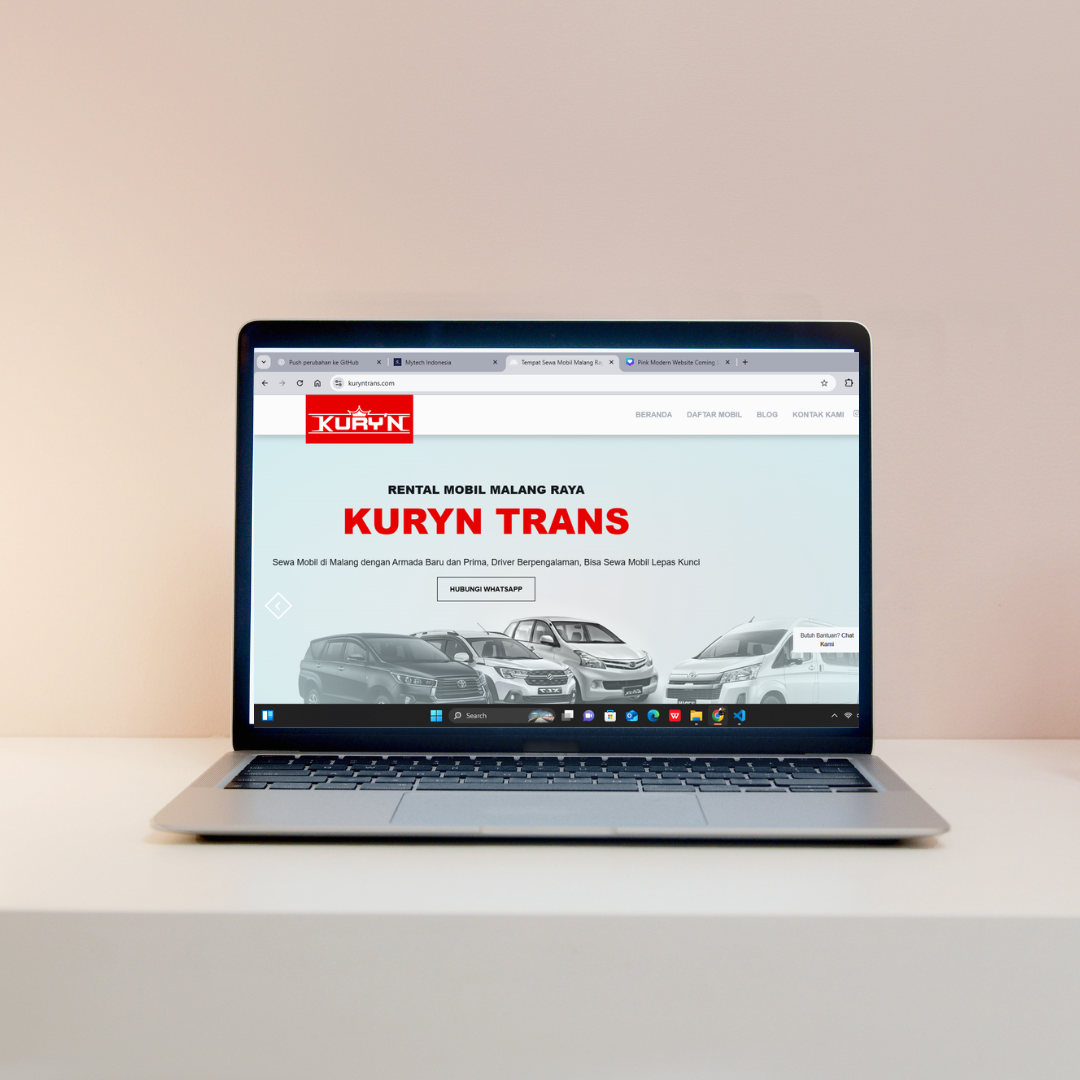 Push perubahan ke GitHub
Mytech Indonesia
Tempat Sewa Mobil Malang Ra
Pink Modern Website Coming
kuryntrans.com
KURY'N
BERANDA DAFTAR MOBIL BLOG KONTAK KAMI
RENTAL MOBIL MALANG RAYA
KURYN TRANS
Sewa Mobil di Malang dengan Armada Baru dan Prima, Driver Berpengalaman, Bisa Sewa Mobil Lepas Kunci
HUBUNGI WHATSAPP
Butuh Bantuan? Chat
Kami
Search